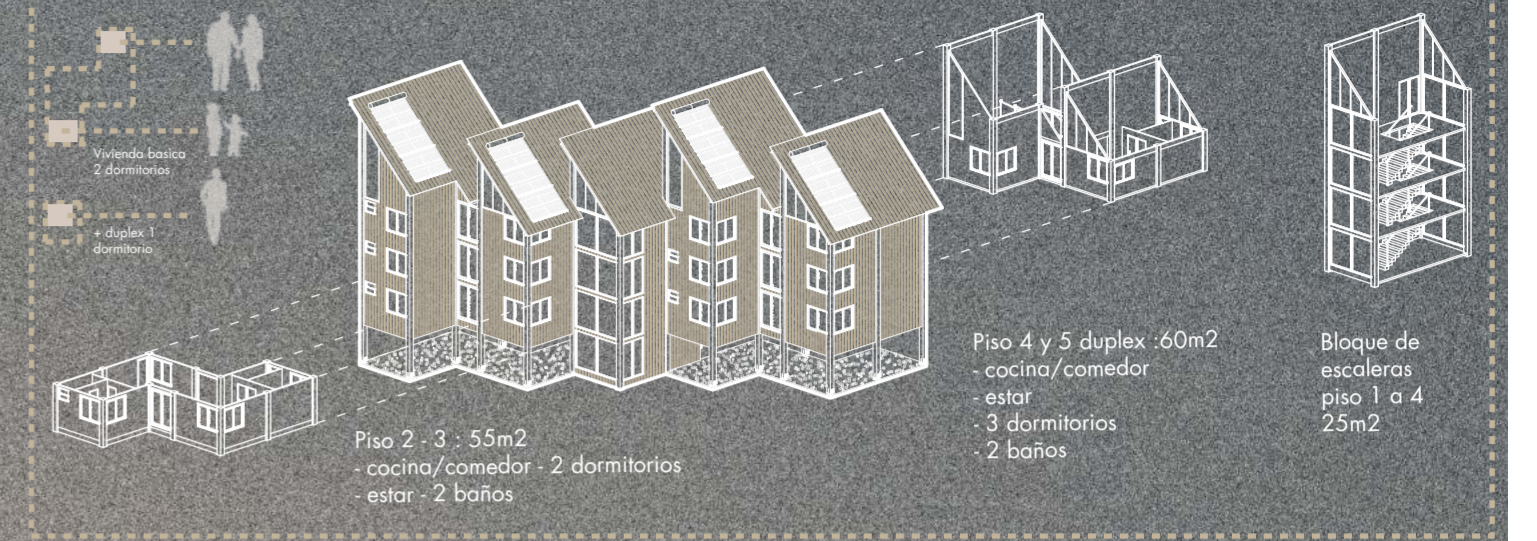 Vivienda basica
2 dormitorios
+ duplex 1
dormitorio
Piso 2 - 3 : 55m2
- cocina/comedor - 2 dormitorios
- estar - 2 baños
Piso 4 y 5 duplex :60m2
- cocina/comedor
- estar
- 3 dormitorios
- 2 baños
Bloque de
escaleras
piso 1 a 4
25m2